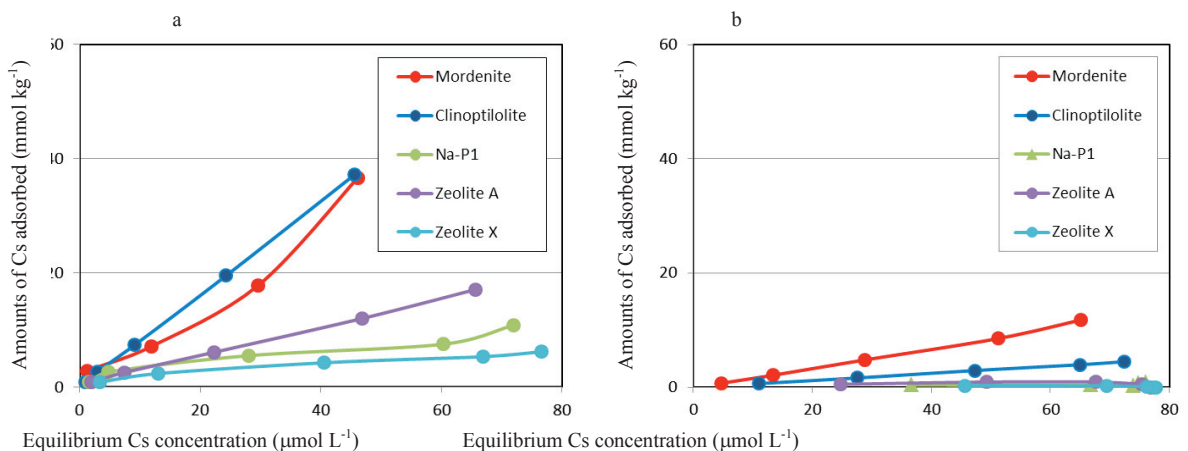 a
b
Amounts of Cs adsorbed (mmol kg-1)
60
40
20
0
0 20 40 60 80
Mordenite
Clinoptilolite
Na-P1
Zeolite A
Zeolite X
Equilibrium Cs concentration (μmol L-1)
Amounts of Cs adsorbed (mmol kg-1)
60
40
20
0
0 20 40 60 80
Mordenite
Clinoptilolite
Na-P1
Zeolite A
Zeolite X
Equilibrium Cs concentration (μmol L-1)